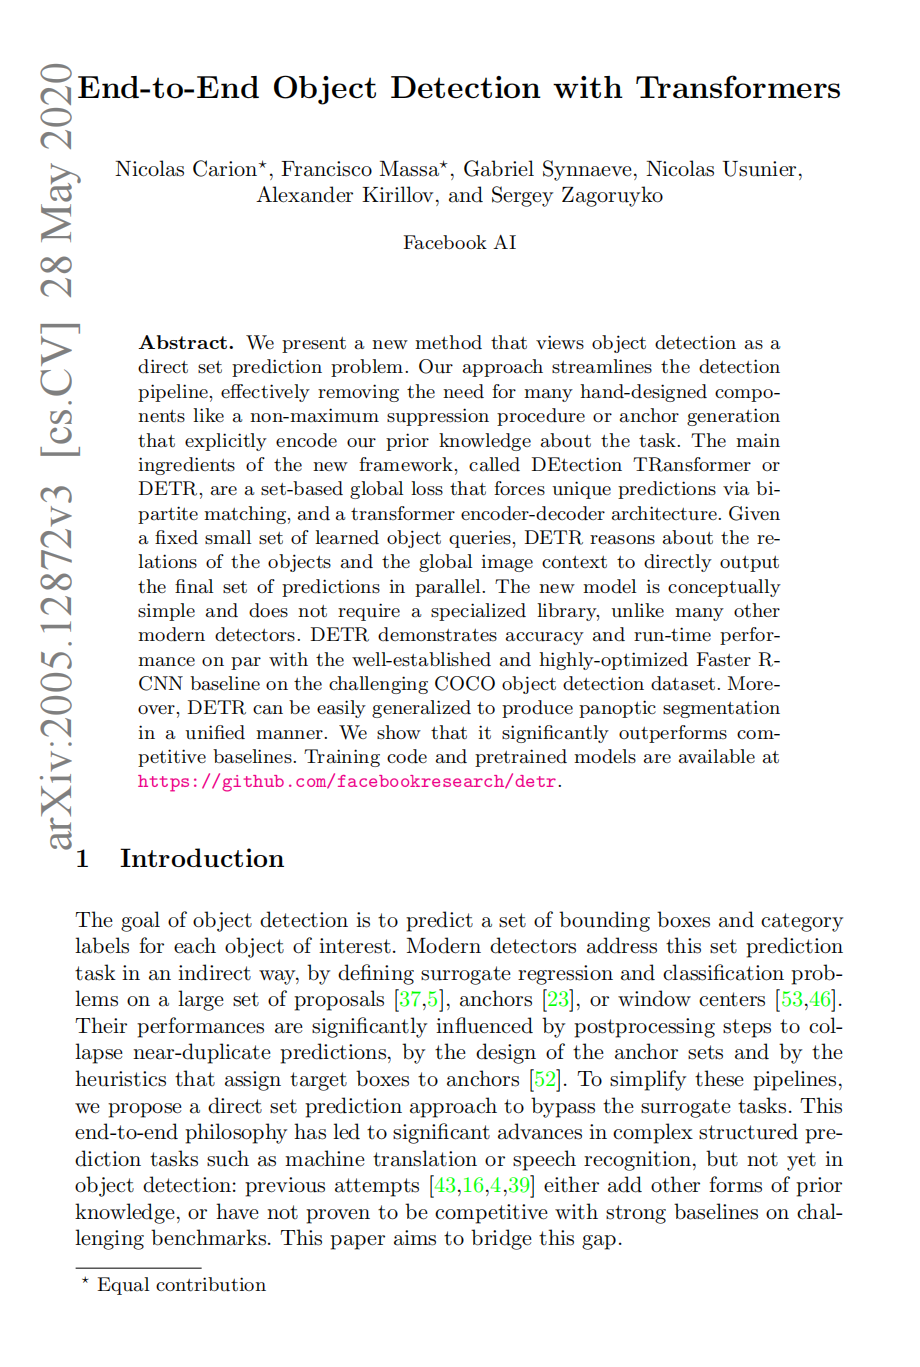 arXiv:2005.12872v3 [cs.CV] 28 May 2020
End-to-End Object Detection with Transformers
Nicolas Carion⋆, Francisco Massa⋆, Gabriel Synnaeve, Nicolas Usunier,
Alexander Kirillov, and Sergey Zagoruyko
Facebook AI
Abstract. We present a new method that views object detection as a
direct set prediction problem. Our approach streamlines the detection
pipeline, effectively removing the need for many hand-designed compo-
nents like a non-maximum suppression procedure or anchor generation
that explicitly encode our prior knowledge about the task. The main
ingredients of the new framework, called DEtection TRansformer or
DETR, are a set-based global loss that forces unique predictions via bi-
partite matching, and a transformer encoder-decoder architecture. Given
a fixed small set of learned object queries, DETR reasons about the re-
lations of the objects and the global image context to directly output
the final set of predictions in parallel. The new model is conceptually
simple and does not require a specialized library, unlike many other
modern detectors. DETR demonstrates accuracy and run-time perfor-
mance on par with the well-established and highly-optimized Faster R-
CNN baseline on the challenging COCO object detection dataset. More-
over, DETR can be easily generalized to produce panoptic segmentation
in a unified manner. We show that it significantly outperforms com-
petitive baselines. Training code and pretrained models are available at
https://github.com/facebookresearch/detr.
1 Introduction
The goal of object detection is to predict a set of bounding boxes and category
labels for each object of interest. Modern detectors address this set prediction
task in an indirect way, by defining surrogate regression and classification prob-
lems on a large set of proposals [37,5], anchors [23], or window centers [53,46].
Their performances are significantly influenced by postprocessing steps to col-
lapse near-duplicate predictions, by the design of the anchor sets and by the
heuristics that assign target boxes to anchors [52]. To simplify these pipelines,
we propose a direct set prediction approach to bypass the surrogate tasks. This
end-to-end philosophy has led to significant advances in complex structured pre-
diction tasks such as machine translation or speech recognition, but not yet in
object detection: previous attempts [43,16,4,39] either add other forms of prior
knowledge, or have not proven to be competitive with strong baselines on chal-
lenging benchmarks. This paper aims to bridge this gap.
⋆ Equal contribution